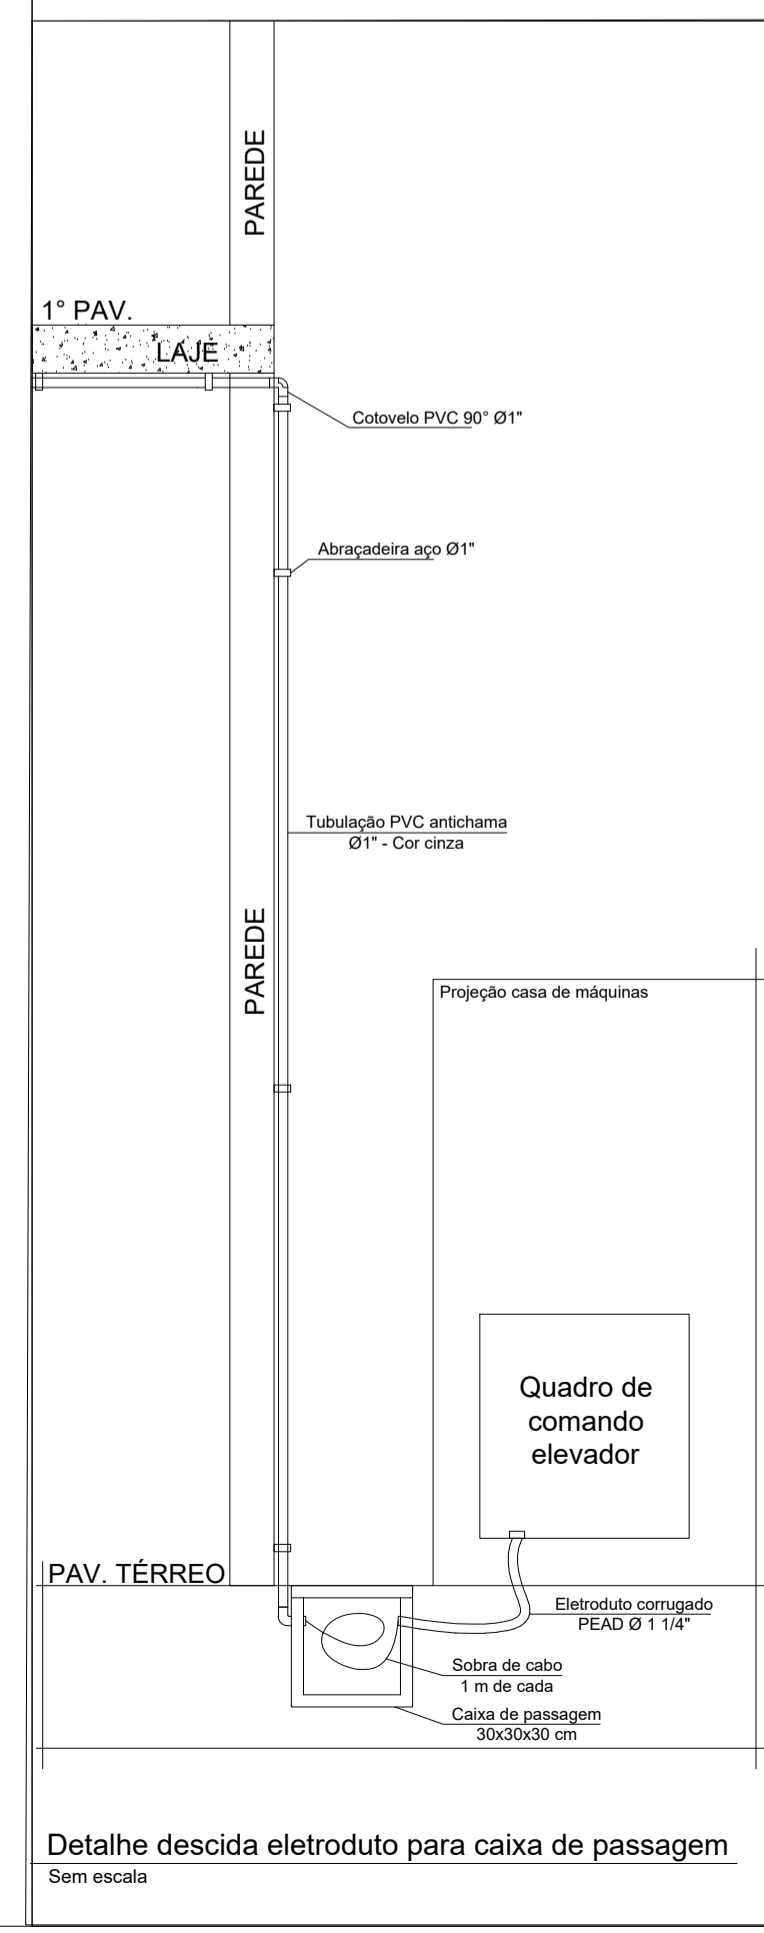 PAREDE
1° PAV.
LAJE
Cotovelo PVC 90° Ø1"
Abraçadeira aço Ø1"
Tubulação PVC antichama
Ø1" - Cor cinza
PAREDE
Projeção casa de máquinas
Quadro de
comando
elevador
PAV. TÉRREO
Eletroduto corrugado
PEAD Ø 1 1/4"
Sobra de cabo
1 m de cada
Caixa de passagem
30x30x30 cm
Detalhe descida eletroduto para caixa de passagem
Sem escala